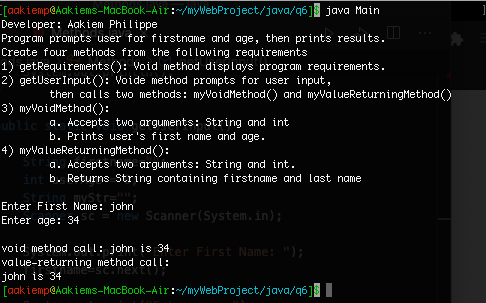 [aakiemp@Aakiems-MacBook-Air:~/myWebProject/java/q6]$ java Main
Developer: Aakiem Philippe
Program prompts user for firstname and age, then prints results.
Create four methods from the following requirements
1) getRequirements(): Void method displays program requirements.
2) getUserInput(): Voide method prompts for user input,
then calls two methods: myVoidMethod() and myValueReturningMethod()
3) myVoidMethod():
a. Accepts two arguments: String and int
b. Prints user's first name and age.
4) myValueReturningMethod():
a. Accepts two arguments: String and int.
b. Returns String containing firstname and last name
Enter First Name: john
Enter age: 34
void method call: john is 34
value-returning method call:
john is 34
[aakiemp@Aakiems-MacBook-Air:~/myWebProject/java/q6]$